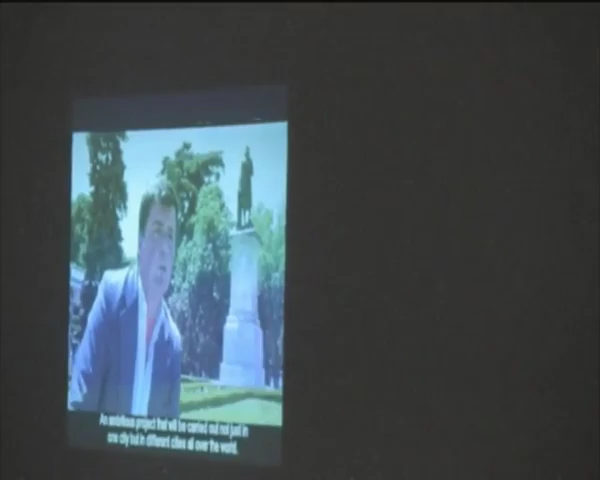 An ambitious project that will be carried out not just in
one city but in different cities all over the world.